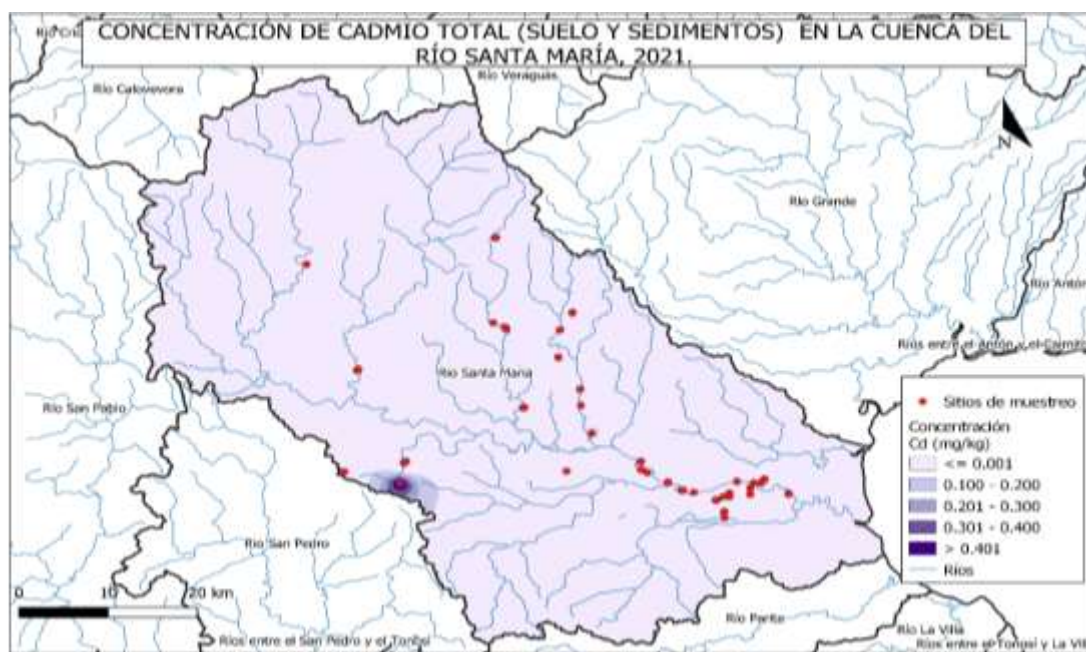 CONCENTRACIÓN DE CADMIO TOTAL (SUELO Y SEDIMENTOS) EN LA CUENCA DEL
RÍO SANTA MARÍA, 2021.
Río Veraguas
Río Calovevora
N
Río Grande
Río Antón
Ríos entre el Antón y el Caimito
Río Santa María
Río San Pablo
Sitios de muestreo
Concentración
Cd (mg/kg)
<= 0.001
0.100 - 0.200
0.201 - 0.300
0.301 - 0.400
> 0.401
Ríos
Río San Pedro
0 10 20 km
Río Parita
Río La Villa
Ríos entre el San Pedro y el Tonosí
Ríos entre el Tonosí y La Vi